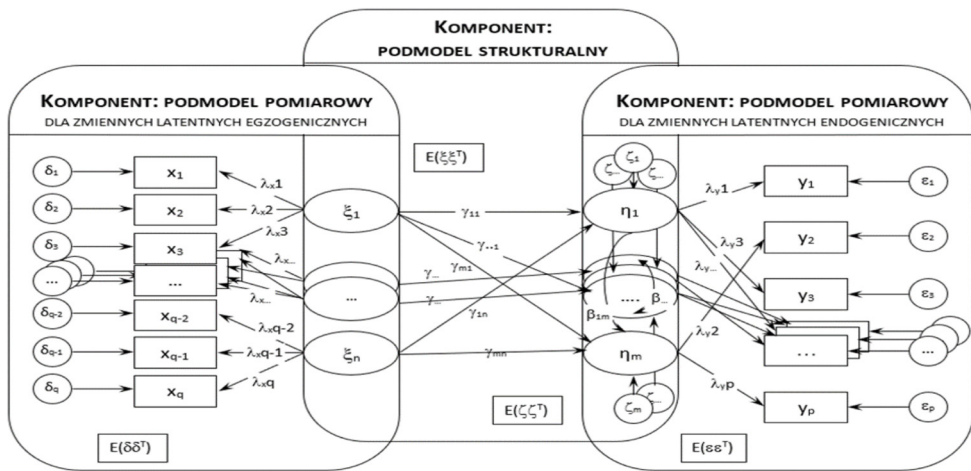 KOMPONENT:
PODMODEL STRUKTURALNY
KOMPONENT: PODMODEL POMIAROWY
DLA ZMIENNYCH LATENTNYCH EGZOGENICZNYCH
KOMPONENT: PODMODEL POMIAROWY
DLA ZMIENNYCH LATENTNYCH ENDOGENICZNYCH
E(ξξᵀ)
δ₁
x₁
λₓ1
δ₂
x₂
λₓ2
δ₃
x₃
λₓ3
λₓ...
...
...
λₓ...
δq-2
xq-2
λₓq-2
δq-1
xq-1
λₓq-1
δq
xq
λₓq
E(δδᵀ)
ξ₁
...
ξn
γ₁₁
γ..₁
γm1
γ...
γ...
γ1n
γmn
E(ζζᵀ)
ζ...
ζ₁
ζ...
η₁
....
β1m
β...
ηm
ζm
ζ...
λy1
y₁
ε₁
λy3
y₂
ε₂
λy...
y₃
ε₃
λy2
...
...
λyp
yp
εp
E(εεᵀ)